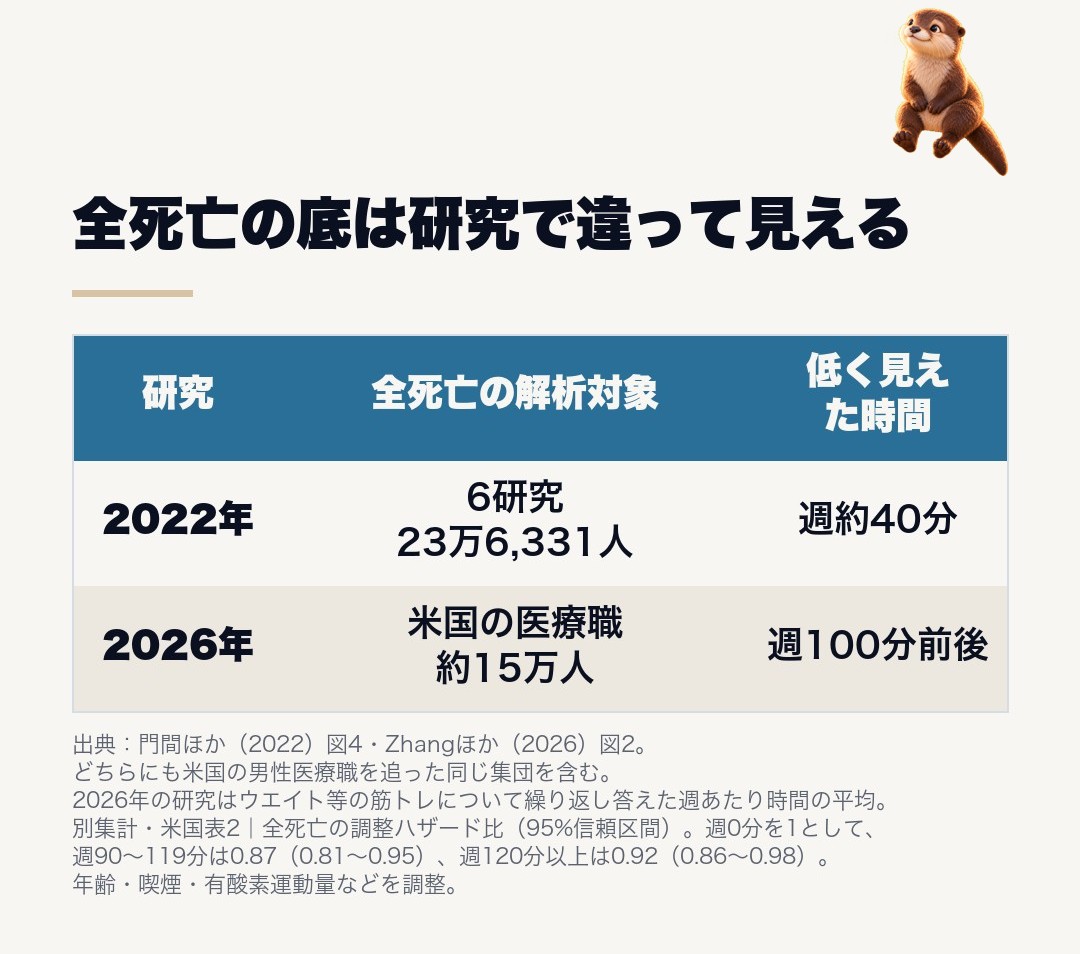 全死亡の底は研究で違って見える
研究
全死亡の解析対象
低く見え
た時間
2022年
6研究
23万6,331人
週約40分
2026年
米国の医療職
約15万人
週100分前後
出典：門間ほか（2022）図4・Zhangほか（2026）図2。
どちらにも米国の男性医療職を追った同じ集団を含む。
2026年の研究はウエイト等の筋トレについて繰り返し答えた週あたり時間の平均。
別集計・米国表2｜全死亡の調整ハザード比（95%信頼区間）。週0分を1として、
週90〜119分は0.87（0.81〜0.95）、週120分以上は0.92（0.86〜0.98）。
年齢・喫煙・有酸素運動量などを調整。